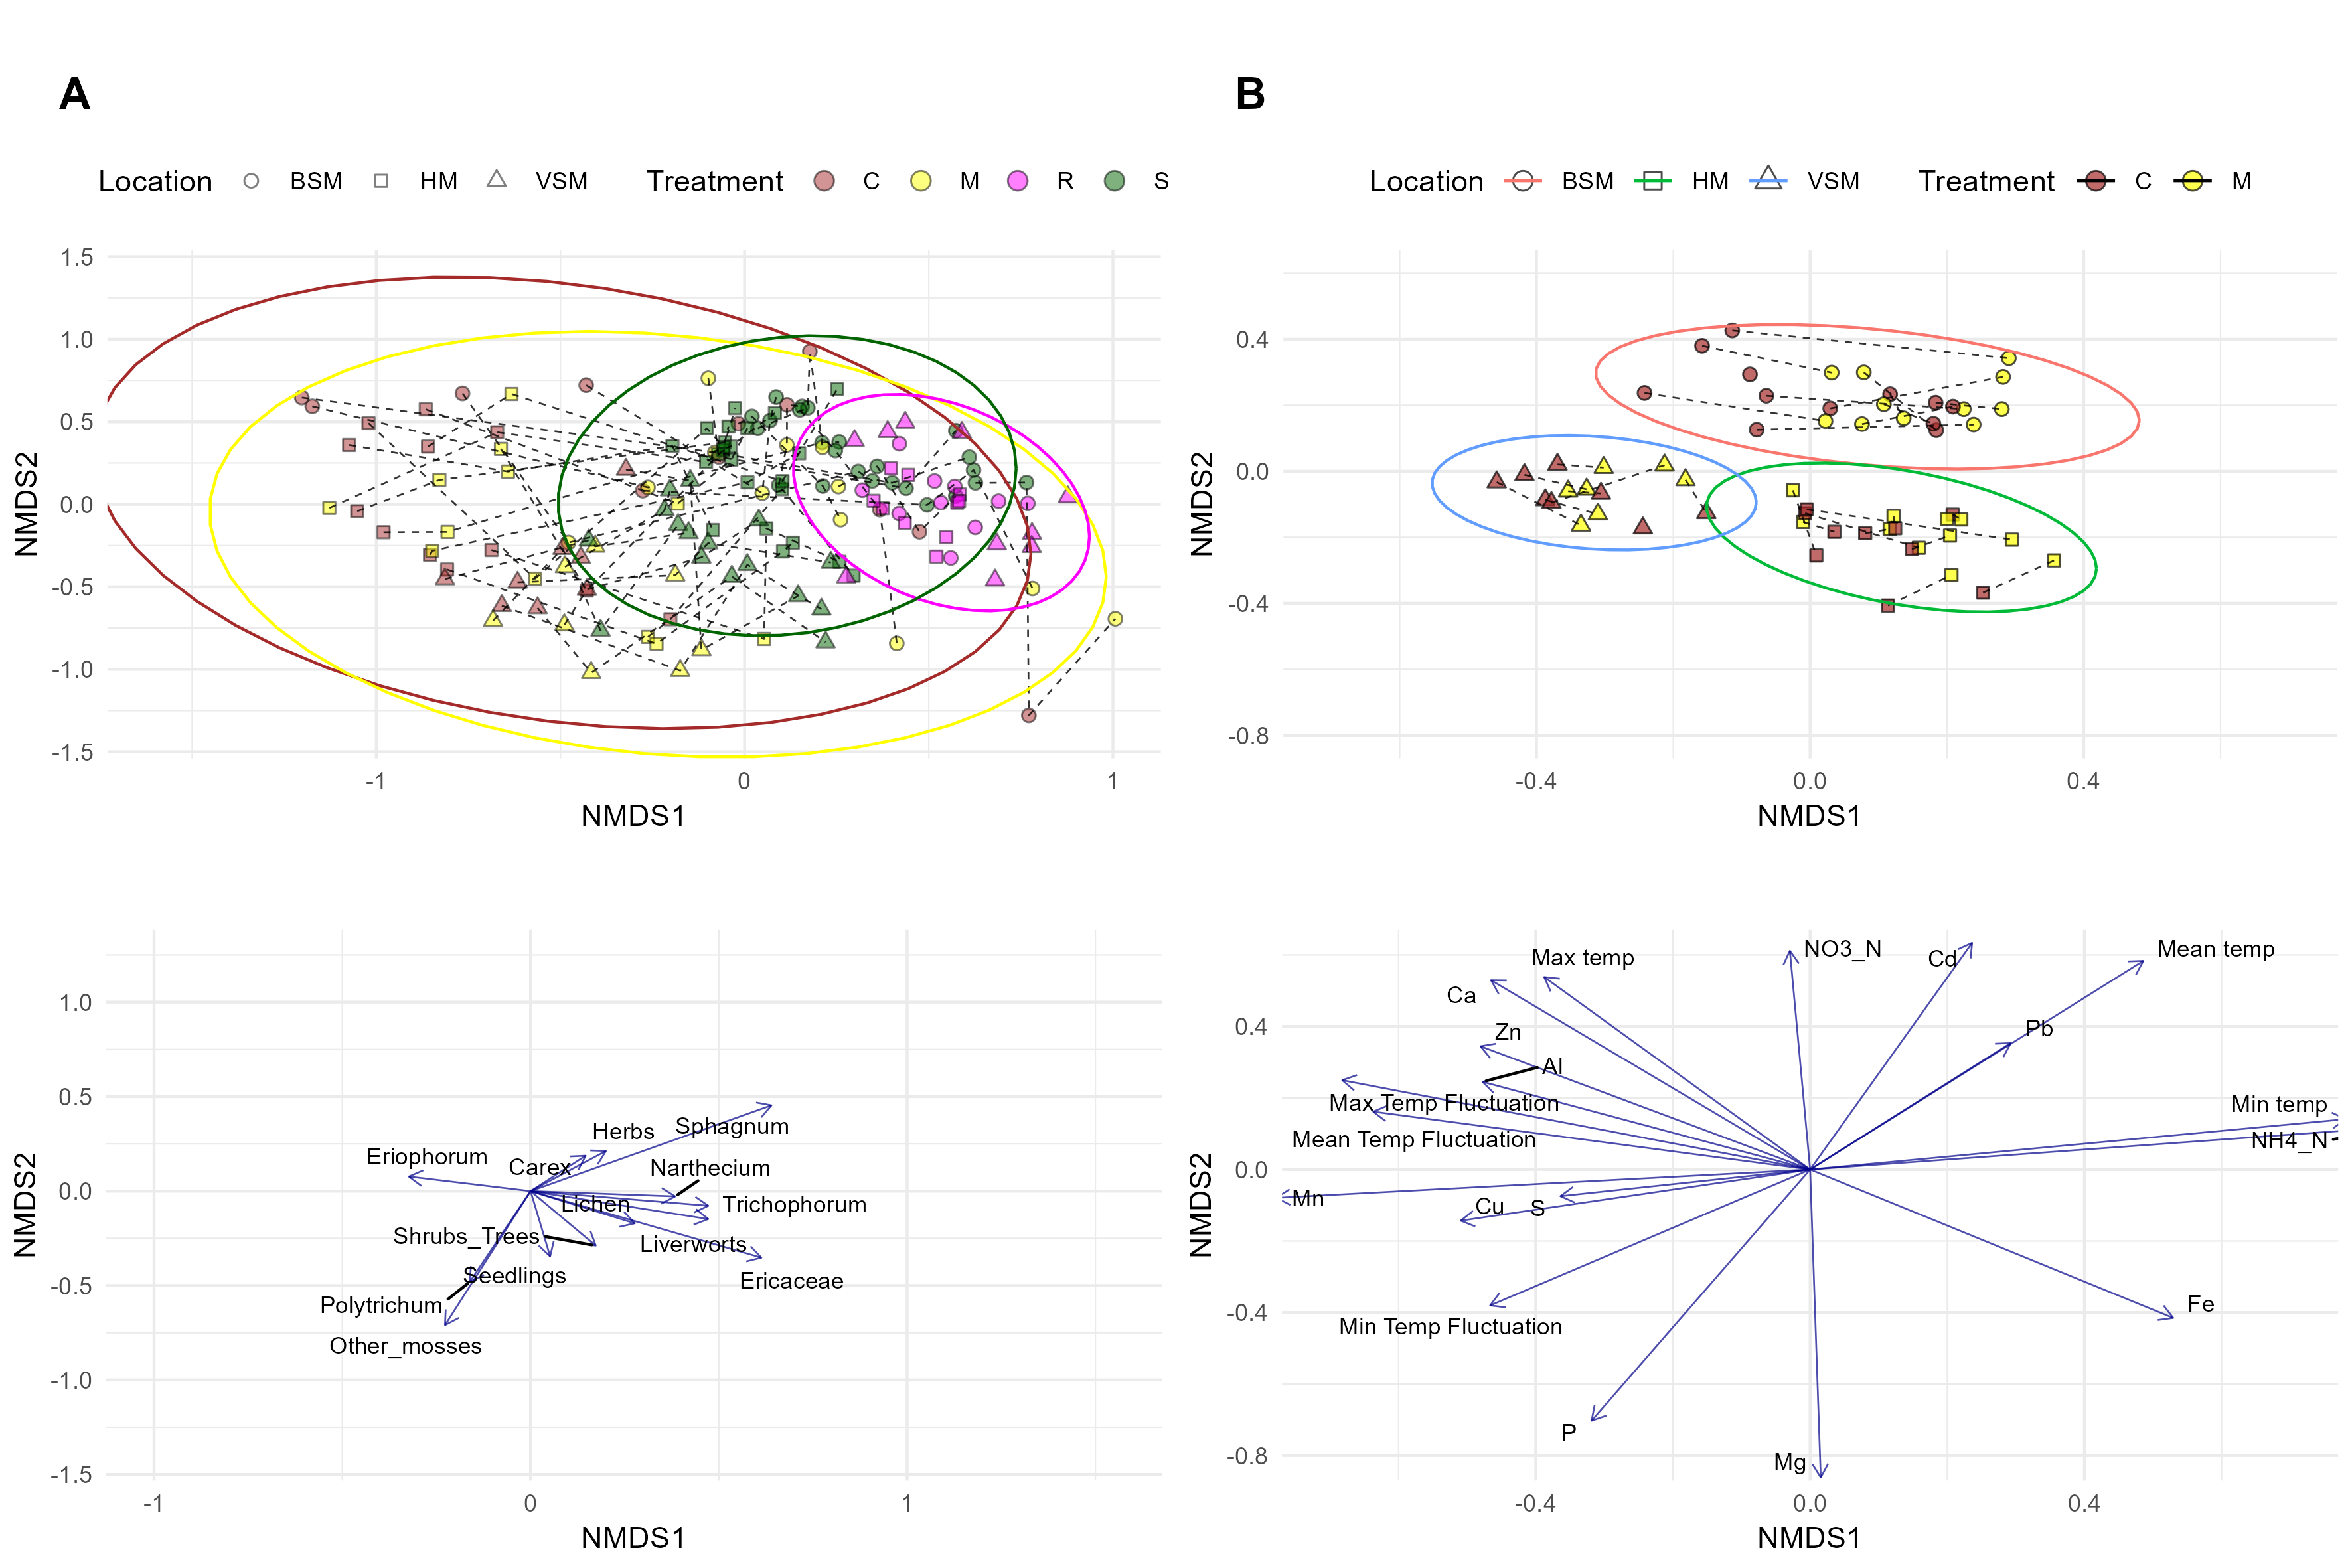 A
B
Location BSM HM VSM Treatment C M R S
Location BSM HM VSM Treatment C M
1.5
1.0
0.5
0.0
-0.5
-1.0
-1.5
NMDS2
-1 0 1
NMDS1
0.4
0.0
-0.4
-0.8
NMDS2
-0.4 0.0 0.4
NMDS1
1.0
0.5
0.0
-0.5
-1.0
-1.5
NMDS2
Herbs
Sphagnum
Eriophorum
Carex
Narthecium
Lichen
Trichophorum
Shrubs_Trees
Liverworts
Seedlings
Ericaceae
Polytrichum
Other_mosses
-1 0 1
NMDS1
0.4
0.0
-0.4
-0.8
NMDS2
Max temp
NO3_N
Cd
Mean temp
Ca
Zn
Pb
Al
Max Temp Fluctuation
Min temp
Mean Temp Fluctuation
NH4_N
Mn
Cu
S
Min Temp Fluctuation
Fe
P
Mg
-0.4 0.0 0.4
NMDS1